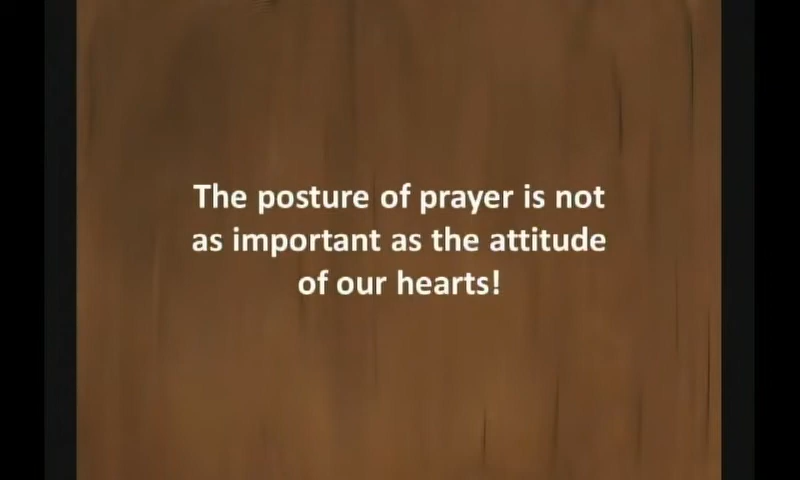 The posture of prayer is not
as important as the attitude
of our hearts!